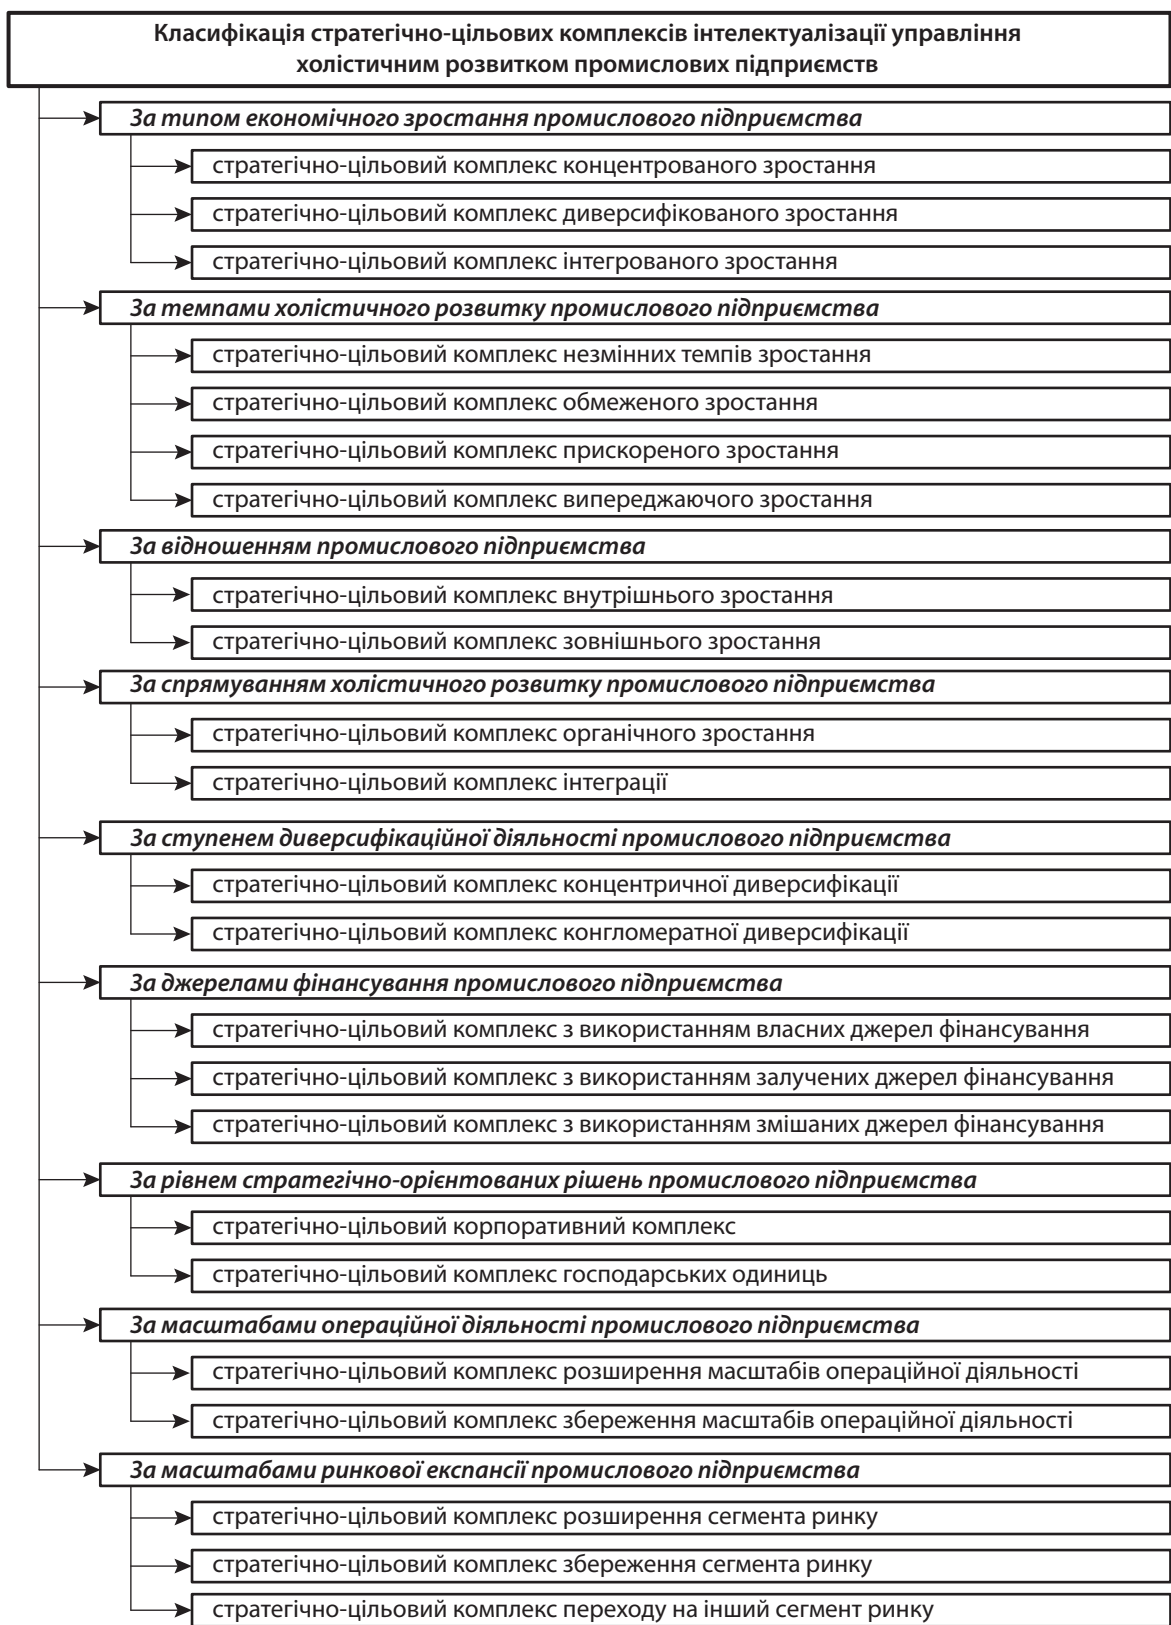 Класифікація стратегічно-цільових комплексів інтелектуалізації управління
холістичним розвитком промислових підприємств
За типом економічного зростання промислового підприємства
стратегічно-цільовий комплекс концентрованого зростання
стратегічно-цільовий комплекс диверсифікованого зростання
стратегічно-цільовий комплекс інтегрованого зростання
За темпами холістичного розвитку промислового підприємства
стратегічно-цільовий комплекс незмінних темпів зростання
стратегічно-цільовий комплекс обмеженого зростання
стратегічно-цільовий комплекс прискореного зростання
стратегічно-цільовий комплекс випереджаючого зростання
За відношенням промислового підприємства
стратегічно-цільовий комплекс внутрішнього зростання
стратегічно-цільовий комплекс зовнішнього зростання
За спрямуванням холістичного розвитку промислового підприємства
стратегічно-цільовий комплекс органічного зростання
стратегічно-цільовий комплекс інтеграції
За ступенем диверсифікаційної діяльності промислового підприємства
стратегічно-цільовий комплекс концентричної диверсифікації
стратегічно-цільовий комплекс конгломератної диверсифікації
За джерелами фінансування промислового підприємства
стратегічно-цільовий комплекс з використанням власних джерел фінансування
стратегічно-цільовий комплекс з використанням залучених джерел фінансування
стратегічно-цільовий комплекс з використанням змішаних джерел фінансування
За рівнем стратегічно-орієнтованих рішень промислового підприємства
стратегічно-цільовий корпоративний комплекс
стратегічно-цільовий комплекс господарських одиниць
За масштабами операційної діяльності промислового підприємства
стратегічно-цільовий комплекс розширення масштабів операційної діяльності
стратегічно-цільовий комплекс збереження масштабів операційної діяльності
За масштабами ринкової експансії промислового підприємства
стратегічно-цільовий комплекс розширення сегмента ринку
стратегічно-цільовий комплекс збереження сегмента ринку
стратегічно-цільовий комплекс переходу на інший сегмент ринку